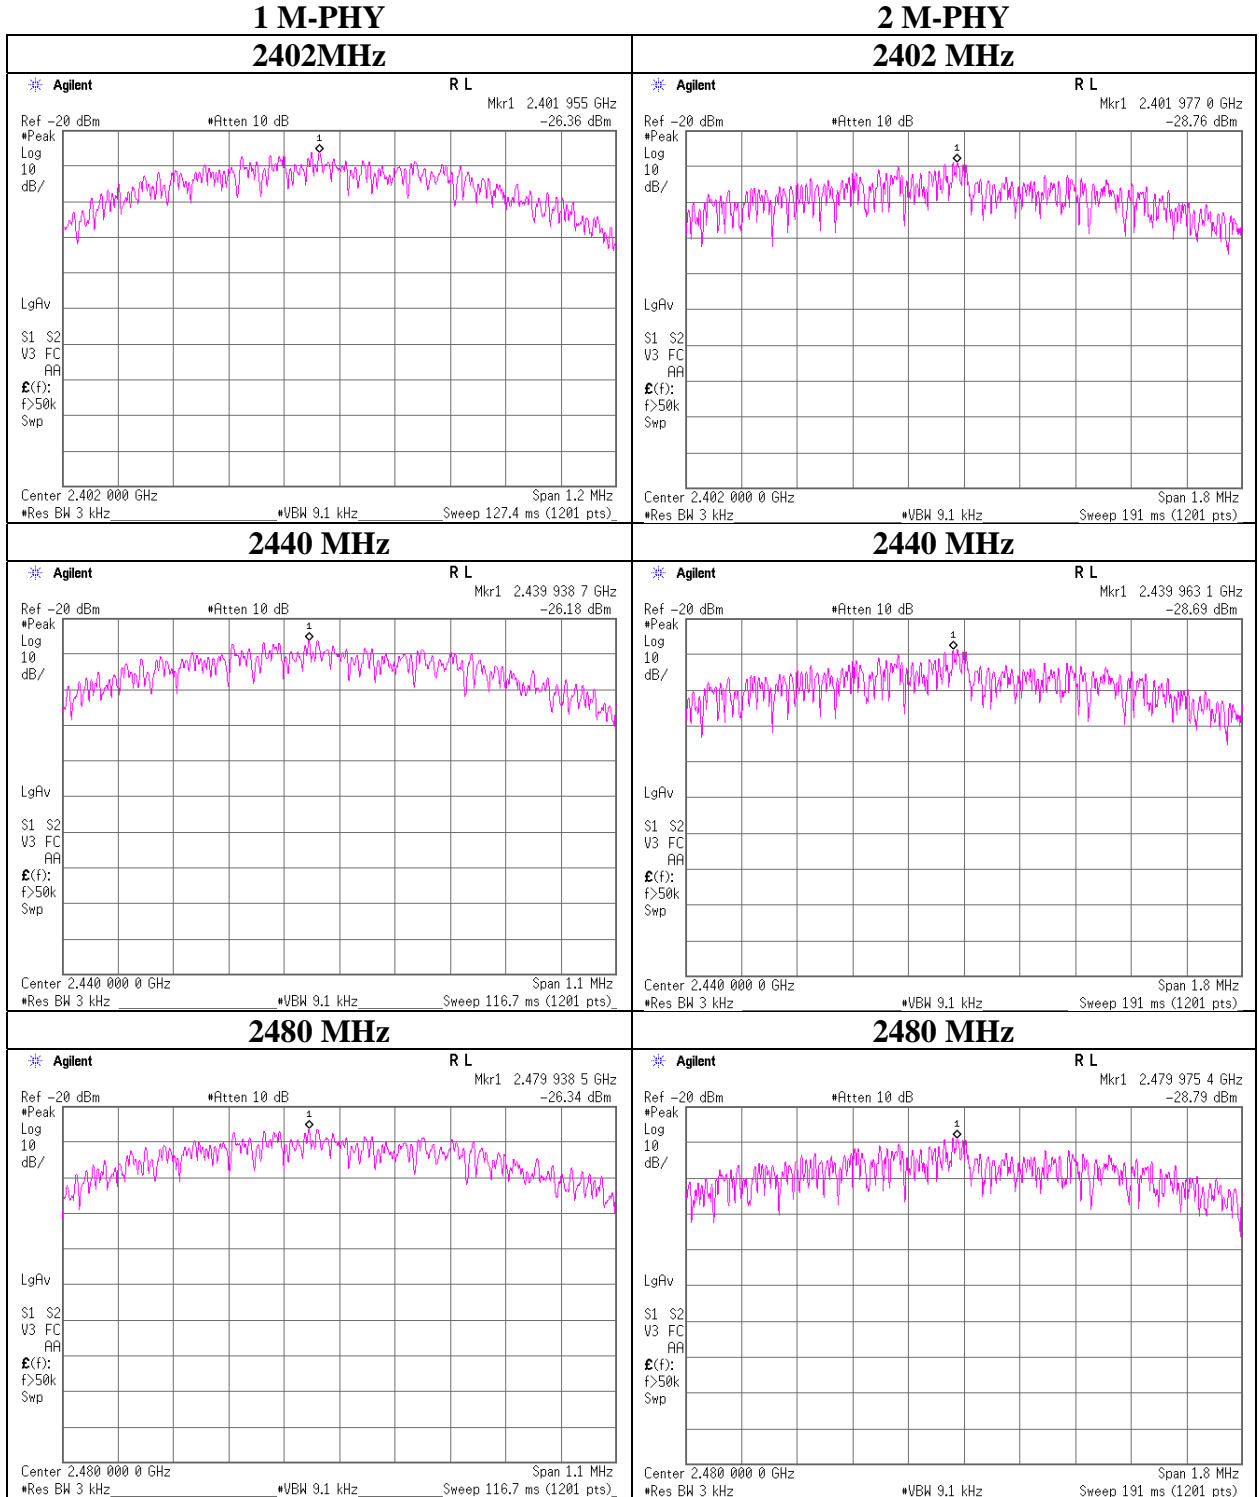 1 M-PHY
2 M-PHY
2402MHz
2402 MHz
Agilent
R L
Mkr1 2.401 955 GHz
Ref -20 dBm
#Atten 10 dB
-26.36 dBm
#Peak
Log
10
dB/
1
LgAv
S1 S2
V3 FC
AA
£(f):
f>50k
Swp
Center 2.402 000 GHz
Span 1.2 MHz
#Res BW 3 kHz
#VBW 9.1 kHz
Sweep 127.4 ms (1201 pts)
Agilent
R L
Mkr1 2.401 977 0 GHz
Ref -20 dBm
#Atten 10 dB
-28.76 dBm
#Peak
Log
10
dB/
1
LgAv
S1 S2
V3 FC
AA
£(f):
f>50k
Swp
Center 2.402 000 0 GHz
Span 1.8 MHz
#Res BW 3 kHz
#VBW 9.1 kHz
Sweep 191 ms (1201 pts)
2440 MHz
2440 MHz
Agilent
R L
Mkr1 2.439 938 7 GHz
Ref -20 dBm
#Atten 10 dB
-26.18 dBm
#Peak
Log
10
dB/
1
LgAv
S1 S2
V3 FC
AA
£(f):
f>50k
Swp
Center 2.440 000 0 GHz
Span 1.1 MHz
#Res BW 3 kHz
#VBW 9.1 kHz
Sweep 116.7 ms (1201 pts)
Agilent
R L
Mkr1 2.439 963 1 GHz
Ref -20 dBm
#Atten 10 dB
-28.69 dBm
#Peak
Log
10
dB/
1
LgAv
S1 S2
V3 FC
AA
£(f):
f>50k
Swp
Center 2.440 000 0 GHz
Span 1.8 MHz
#Res BW 3 kHz
#VBW 9.1 kHz
Sweep 191 ms (1201 pts)
2480 MHz
2480 MHz
Agilent
R L
Mkr1 2.479 938 5 GHz
Ref -20 dBm
#Atten 10 dB
-26.34 dBm
#Peak
Log
10
dB/
1
LgAv
S1 S2
V3 FC
AA
£(f):
f>50k
Swp
Center 2.480 000 0 GHz
Span 1.1 MHz
#Res BW 3 kHz
#VBW 9.1 kHz
Sweep 116.7 ms (1201 pts)
Agilent
R L
Mkr1 2.479 975 4 GHz
Ref -20 dBm
#Atten 10 dB
-28.79 dBm
#Peak
Log
10
dB/
1
LgAv
S1 S2
V3 FC
AA
£(f):
f>50k
Swp
Center 2.480 000 0 GHz
Span 1.8 MHz
#Res BW 3 kHz
#VBW 9.1 kHz
Sweep 191 ms (1201 pts)